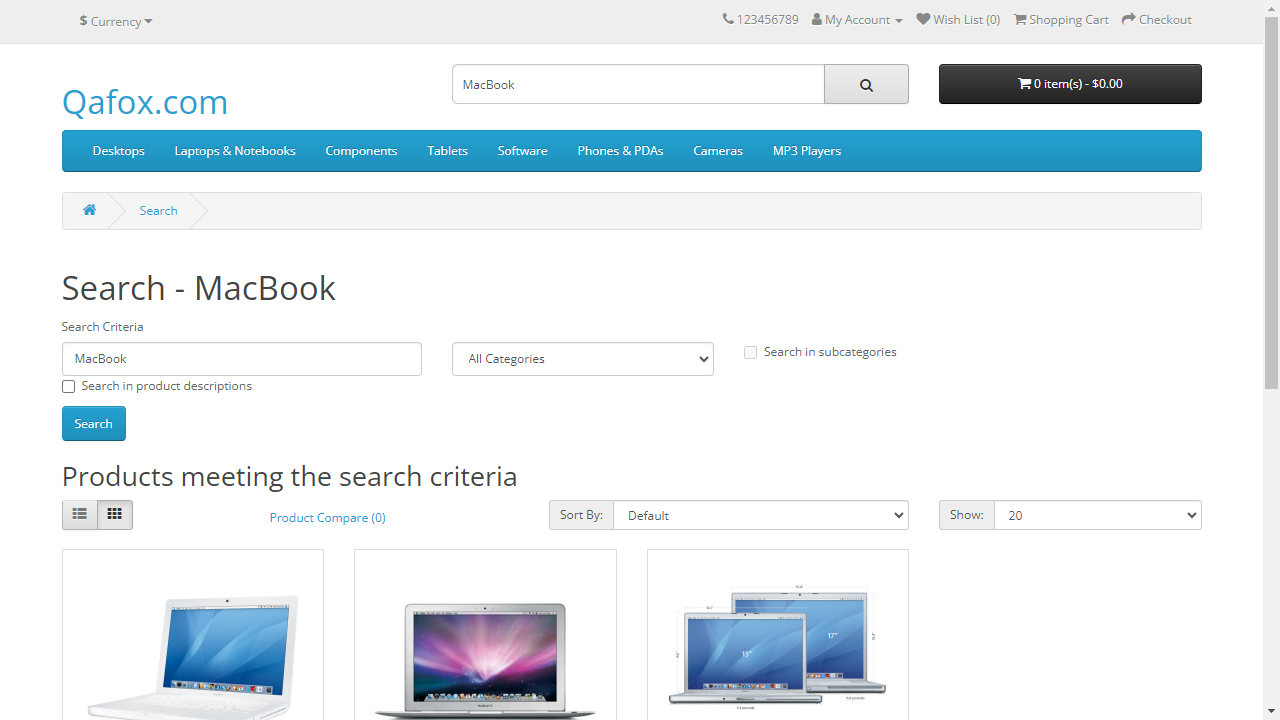 $ Currency
123456789
My Account
Wish List (0)
Shopping Cart
Checkout
Qafox.com
MacBook
0 item(s) - $0.00
Desktops
Laptops & Notebooks
Components
Tablets
Software
Phones & PDAs
Cameras
MP3 Players
Search
Search - MacBook
Search Criteria
MacBook
All Categories
Search in subcategories
Search in product descriptions
Search
Products meeting the search criteria
Product Compare (0)
Sort By:
Default
Show:
20
15"
17"